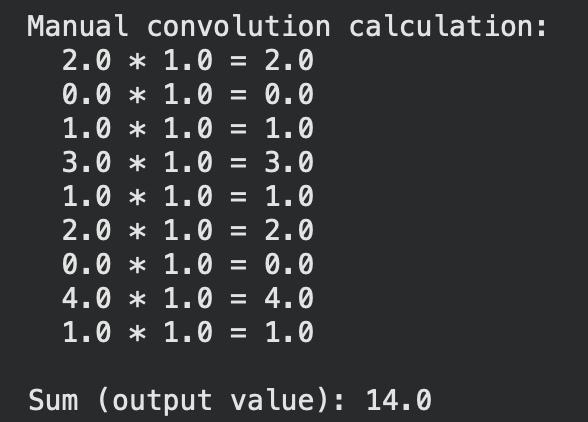 Manual convolution calculation:
2.0 * 1.0 = 2.0
0.0 * 1.0 = 0.0
1.0 * 1.0 = 1.0
3.0 * 1.0 = 3.0
1.0 * 1.0 = 1.0
2.0 * 1.0 = 2.0
0.0 * 1.0 = 0.0
4.0 * 1.0 = 4.0
1.0 * 1.0 = 1.0
Sum (output value): 14.0